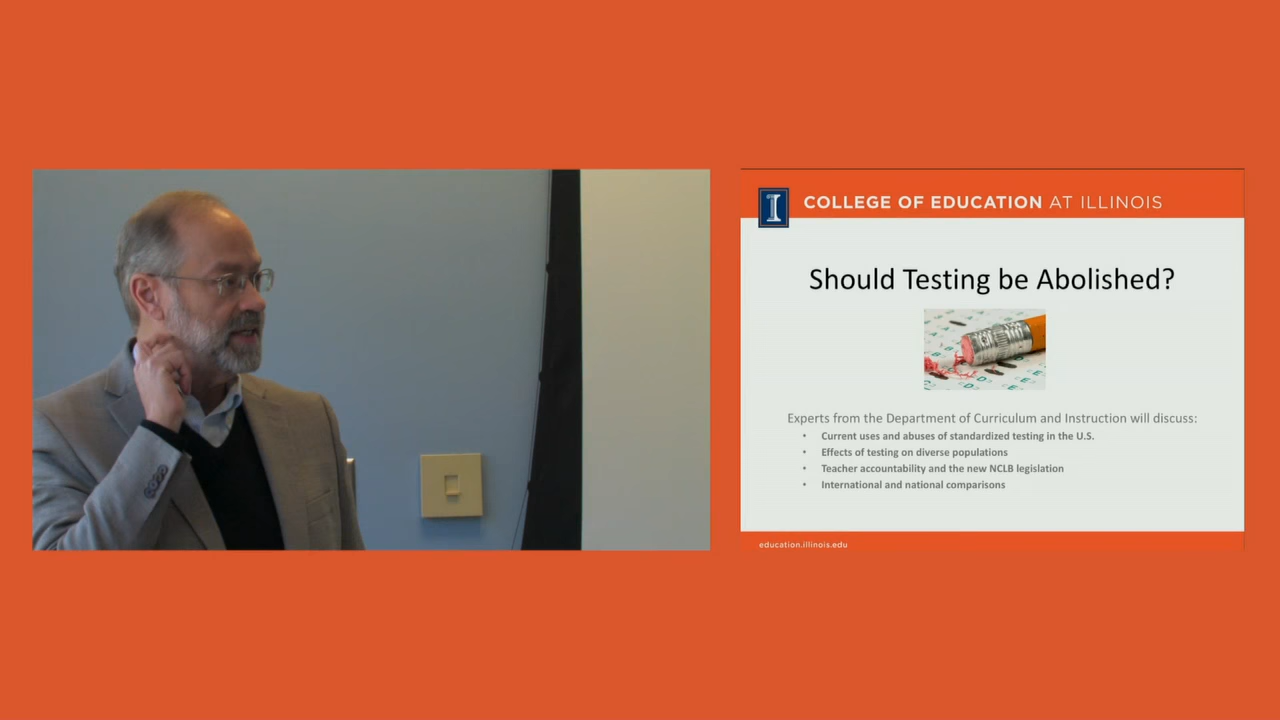 COLLEGE OF EDUCATION AT ILLINOIS
Should Testing be Abolished?
Experts from the Department of Curriculum and Instruction will discuss:
• Current uses and abuses of standardized testing in the U.S.
• Effects of testing on diverse populations
• Teacher accountability and the new NCLB legislation
• International and national comparisons
education.illinois.edu